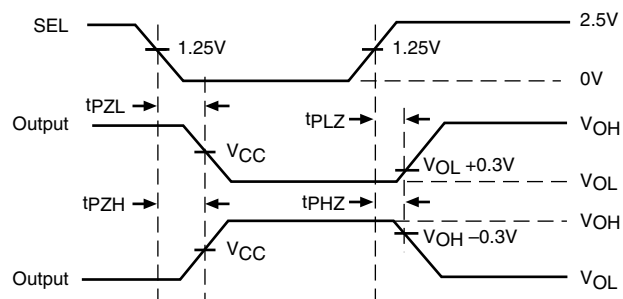 SEL
1.25V
1.25V
2.5V
0V
tPZL
tPLZ
Output
VOH
VCC
VOL +0.3V
VOL
tPZH
tPHZ
VOH
VCC
VOH –0.3V
Output
VOL